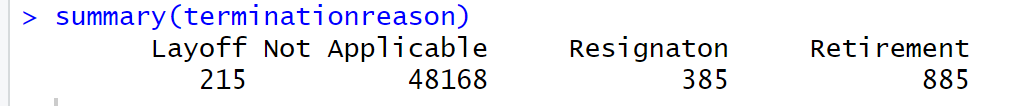 > summary(terminationreason)
Layoff Not Applicable Resignaton Retirement
215 48168 385 885